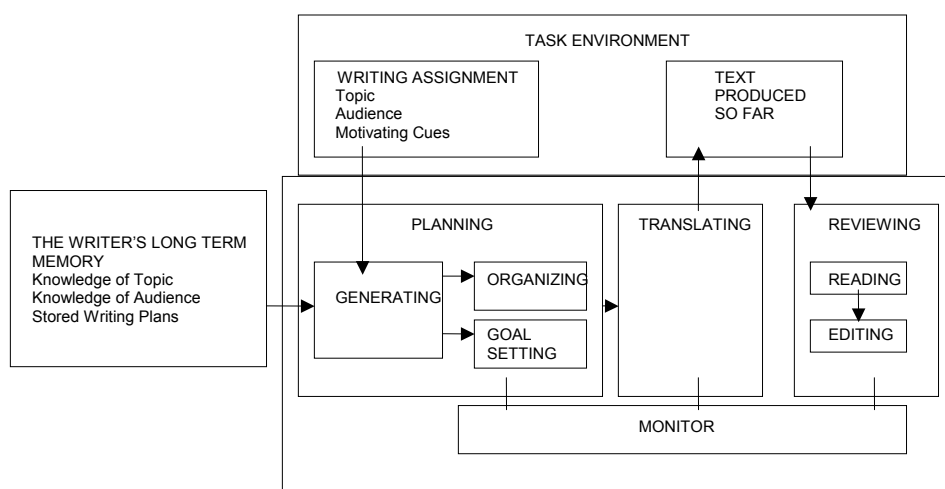 TASK ENVIRONMENT
WRITING ASSIGNMENT
Topic
Audience
Motivating Cues
TEXT
PRODUCED
SO FAR
THE WRITER'S LONG TERM
MEMORY
Knowledge of Topic
Knowledge of Audience
Stored Writing Plans
PLANNING
GENERATING
ORGANIZING
GOAL
SETTING
TRANSLATING
REVIEWING
READING
EDITING
MONITOR